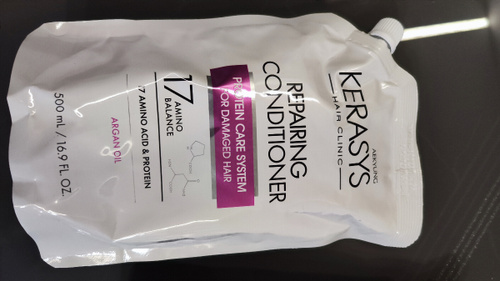 AEKYUNG
KERASYS
HAIR CLINIC
REPAIRING
CONDITIONER
PROTEIN CARE SYSTEM
FOR DAMAGED HAIR
17 AMINO
BALANCE
17 AMINO ACID & PROTEIN
ARGAN OIL
500 mL / 16.9 FL. OZ.